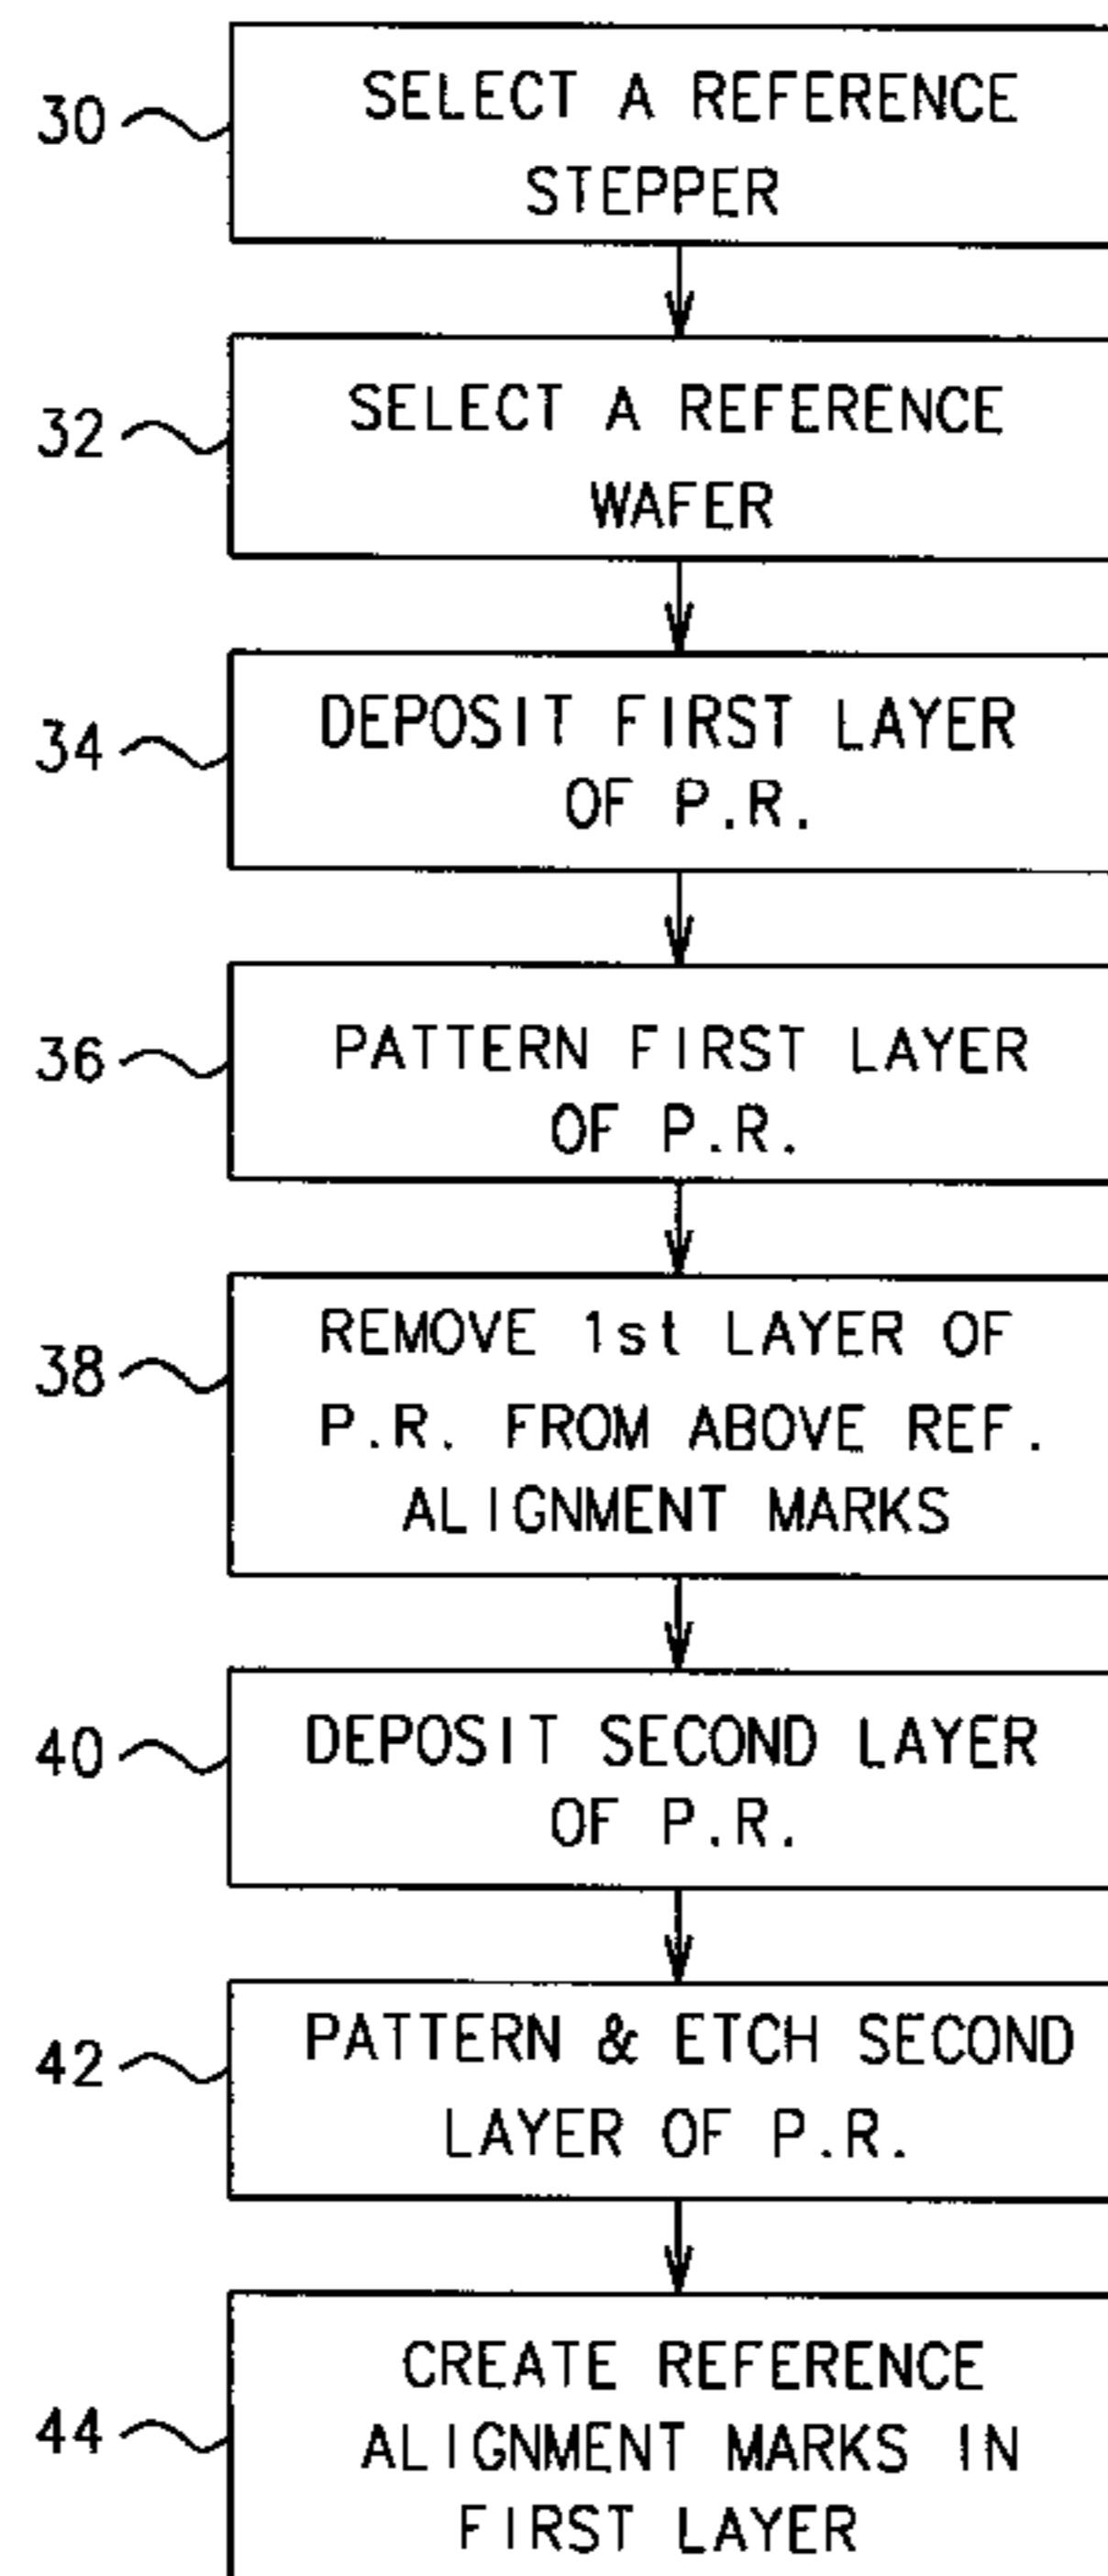 30
SELECT A REFERENCE
STEPPER
32
SELECT A REFERENCE
WAFER
34
DEPOSIT FIRST LAYER
OF P.R.
36
PATTERN FIRST LAYER
OF P.R.
38
REMOVE 1st LAYER OF
P.R. FROM ABOVE REF.
ALIGNMENT MARKS
40
DEPOSIT SECOND LAYER
OF P.R.
42
PATTERN & ETCH SECOND
LAYER OF P.R.
44
CREATE REFERENCE
ALIGNMENT MARKS IN
FIRST LAYER